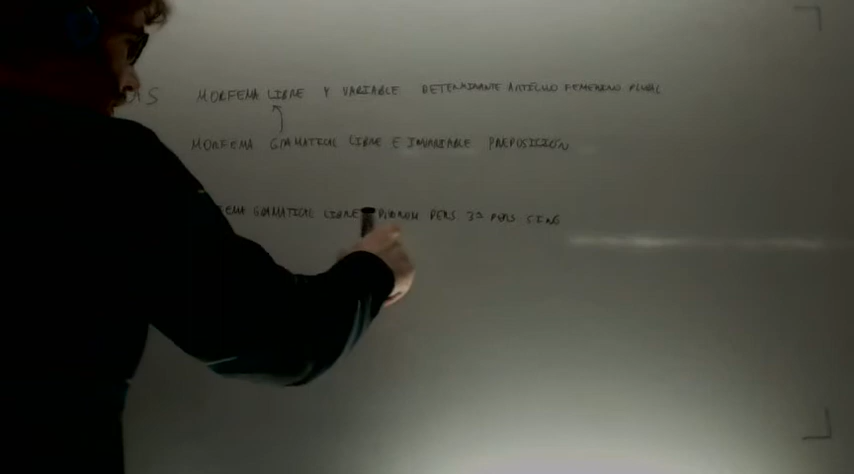 AS MORFEMA LIBRE Y VARIABLE DETERMINANTE ARTÍCULO FEMENINO PLURAL
MORFEMA GRAMATICAL LIBRE E INVARIABLE PREPOSICIÓN
EMA GRAMATICAL LIBRE PRONOM PERS 3ª PERS SING